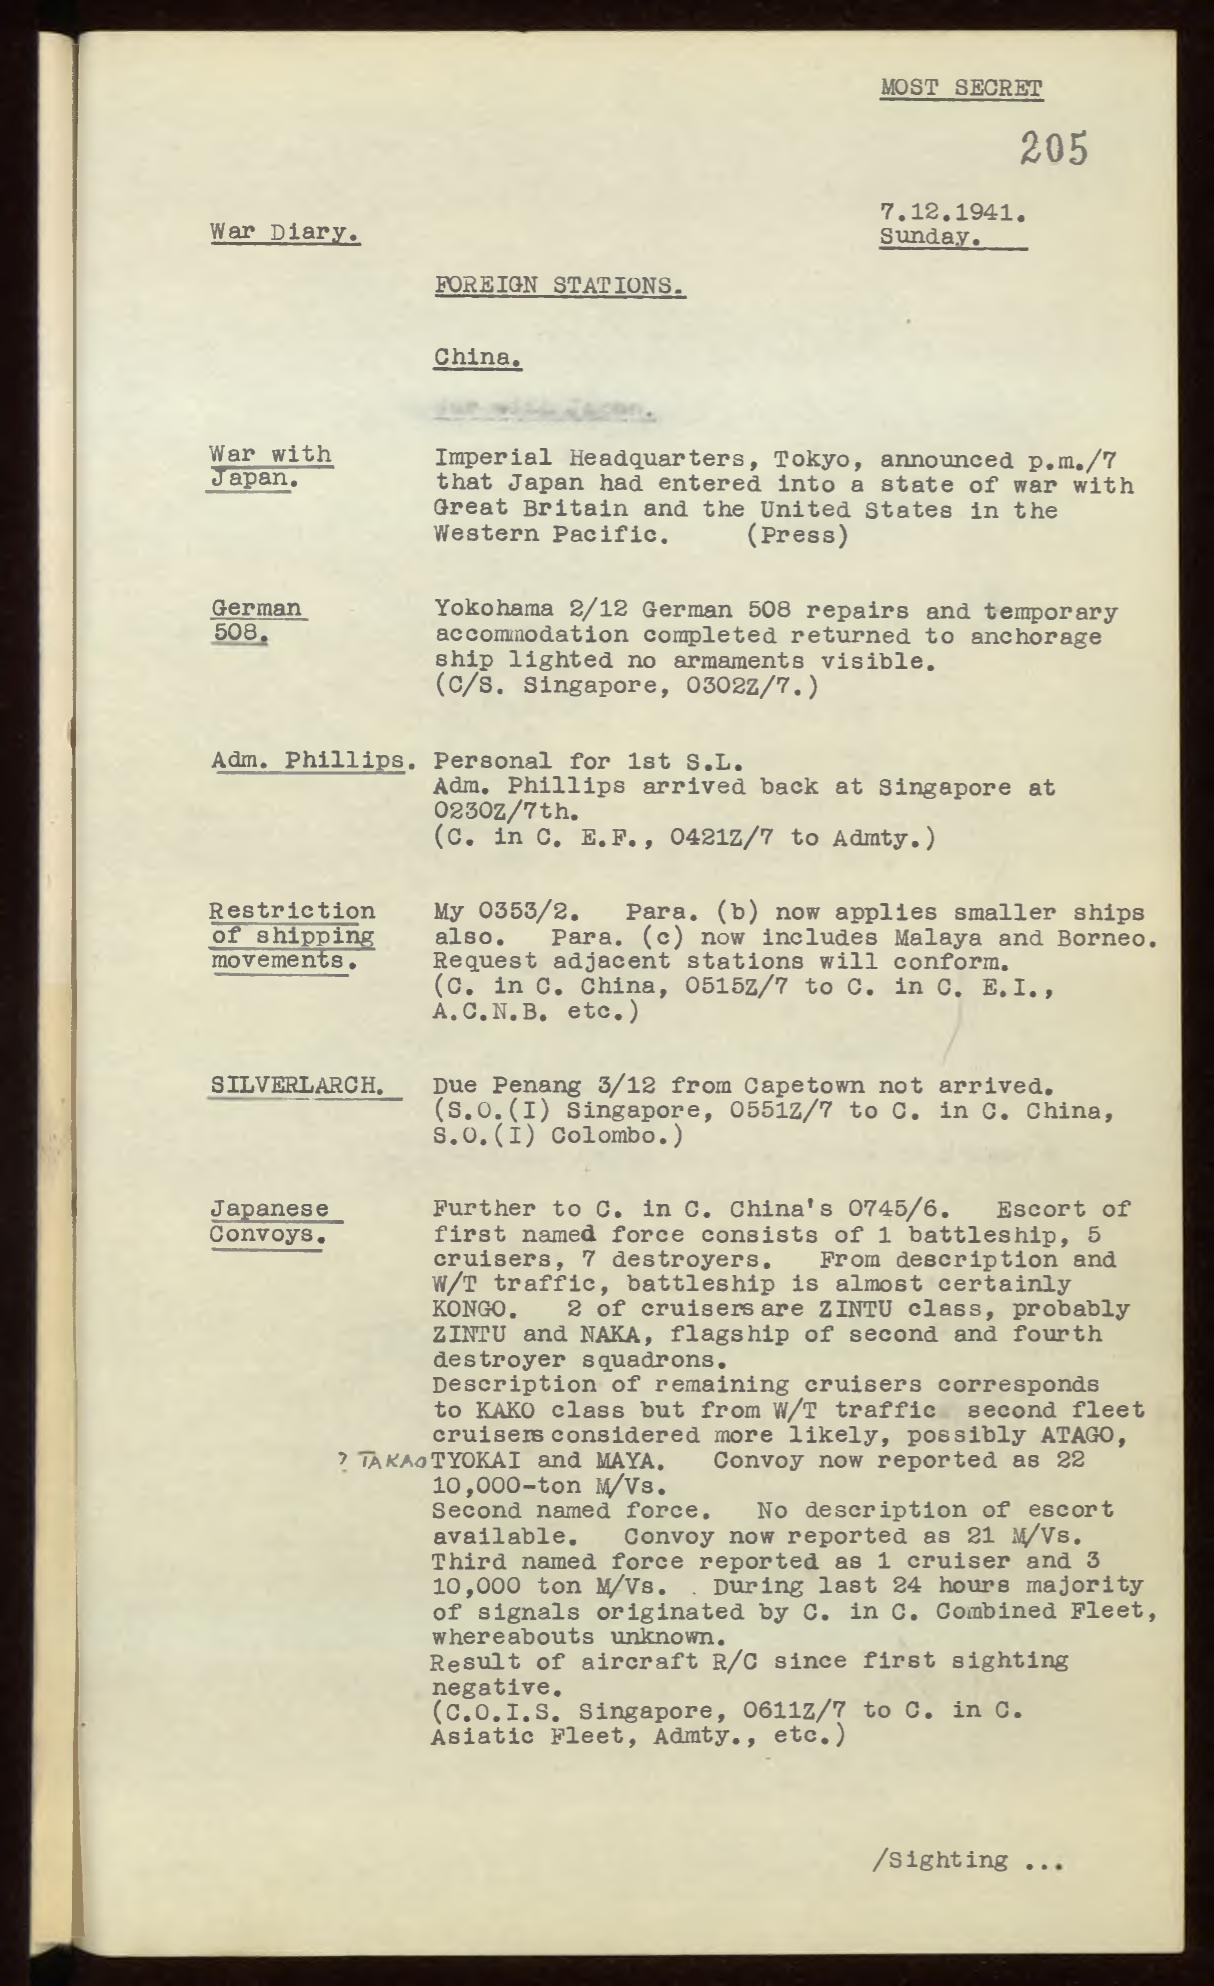 MOST SECRET
205
7.12.1941.
Sunday.
War Diary.
FOREIGN STATIONS.
China.
War with Japan.
War with
Japan.
Imperial Headquarters, Tokyo, announced p.m./7
that Japan had entered into a state of war with
Great Britain and the United States in the
Western Pacific. (Press)
German
508.
Yokohama 2/12 German 508 repairs and temporary
accommodation completed returned to anchorage
ship lighted no armaments visible.
(C/S. Singapore, 0302Z/7.)
Adm. Phillips.
Personal for 1st S.L.
Adm. Phillips arrived back at Singapore at
0230Z/7th.
(C. in C. E.F., 0421Z/7 to Admty.)
Restriction
of shipping
movements.
My 0353/2. Para. (b) now applies smaller ships
also. Para. (c) now includes Malaya and Borneo.
Request adjacent stations will conform.
(C. in C. China, 0515Z/7 to C. in C. E.I.,
A.C.N.B. etc.)
SILVERLARCH.
Due Penang 3/12 from Capetown not arrived.
(S.O.(I) Singapore, 0551Z/7 to C. in C. China,
S.O.(I) Colombo.)
Japanese
Convoys.
Further to C. in C. China's 0745/6. Escort of
first named force consists of 1 battleship, 5
cruisers, 7 destroyers. From description and
W/T traffic, battleship is almost certainly
KONGO. 2 of cruisers are ZINTU class, probably
ZINTU and NAKA, flagship of second and fourth
destroyer squadrons.
Description of remaining cruisers corresponds
to KAKO class but from W/T traffic second fleet
cruisers considered more likely, possibly ATAGO,
? TAKAO TYOKAI and MAYA. Convoy now reported as 22
10,000-ton M/Vs.
Second named force. No description of escort
available. Convoy now reported as 21 M/Vs.
Third named force reported as 1 cruiser and 3
10,000 ton M/Vs. . During last 24 hours majority
of signals originated by C. in C. Combined Fleet,
whereabouts unknown.
Result of aircraft R/C since first sighting
negative.
(C.O.I.S. Singapore, 0611Z/7 to C. in C.
Asiatic Fleet, Admty., etc.)
/Sighting ...